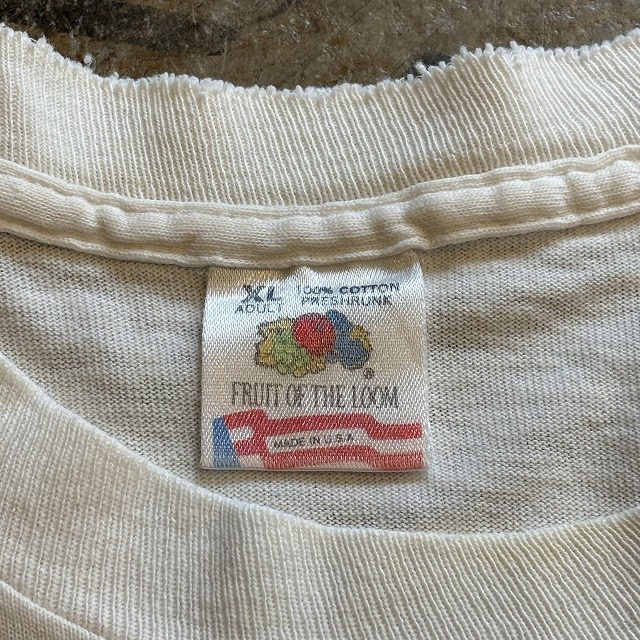 XL 100% COTTON
ADULT PRESHRUNK
®
FRUIT OF THE LOOM
MADE IN U.S.A